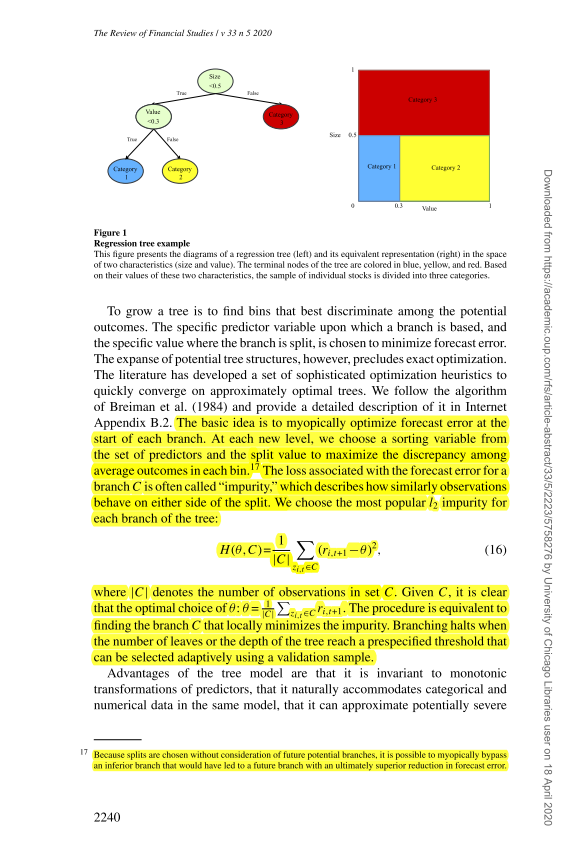 The Review of Financial Studies / v 33 n 5 2020
Size
<0.5
True
False
Value
<0.3
Category
3
True
False
Category
1
Category
2
1
Category 3
Size
0.5
Category 1
Category 2
0
0.3
Value
1
Figure 1
Regression tree example
This figure presents the diagrams of a regression tree (left) and its equivalent representation (right) in the space
of two characteristics (size and value). The terminal nodes of the tree are colored in blue, yellow, and red. Based
on their values of these two characteristics, the sample of individual stocks is divided into three categories.
To grow a tree is to find bins that best discriminate among the potential
outcomes. The specific predictor variable upon which a branch is based, and
the specific value where the branch is split, is chosen to minimize forecast error.
The expanse of potential tree structures, however, precludes exact optimization.
The literature has developed a set of sophisticated optimization heuristics to
quickly converge on approximately optimal trees. We follow the algorithm
of Breiman et al. (1984) and provide a detailed description of it in Internet
Appendix B.2. The basic idea is to myopically optimize forecast error at the
start of each branch. At each new level, we choose a sorting variable from
the set of predictors and the split value to maximize the discrepancy among
average outcomes in each bin.17 The loss associated with the forecast error for a
branch C is often called “impurity,” which describes how similarly observations
behave on either side of the split. We choose the most popular l2 impurity for
each branch of the tree:
H(θ,C)=1/|C| ∑zi,t∈C (ri,t+1−θ)2, (16)
where |C| denotes the number of observations in set C. Given C, it is clear
that the optimal choice of θ: θ=1/|C| ∑zi,t∈C ri,t+1. The procedure is equivalent to
finding the branch C that locally minimizes the impurity. Branching halts when
the number of leaves or the depth of the tree reach a prespecified threshold that
can be selected adaptively using a validation sample.
Advantages of the tree model are that it is invariant to monotonic
transformations of predictors, that it naturally accommodates categorical and
numerical data in the same model, that it can approximate potentially severe
17 Because splits are chosen without consideration of future potential branches, it is possible to myopically bypass
an inferior branch that would have led to a future branch with an ultimately superior reduction in forecast error.
2240
Downloaded from https://academic.oup.com/rfs/article-abstract/33/5/2223/5758276 by University of Chicago Libraries user on 18 April 2020